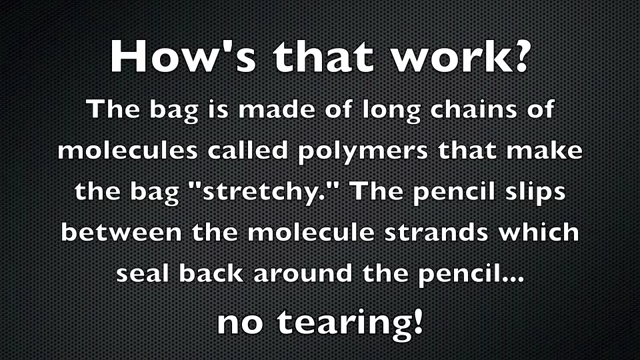 How's that work?
The bag is made of long chains of
molecules called polymers that make
the bag "stretchy." The pencil slips
between the molecule strands which
seal back around the pencil...
no tearing!